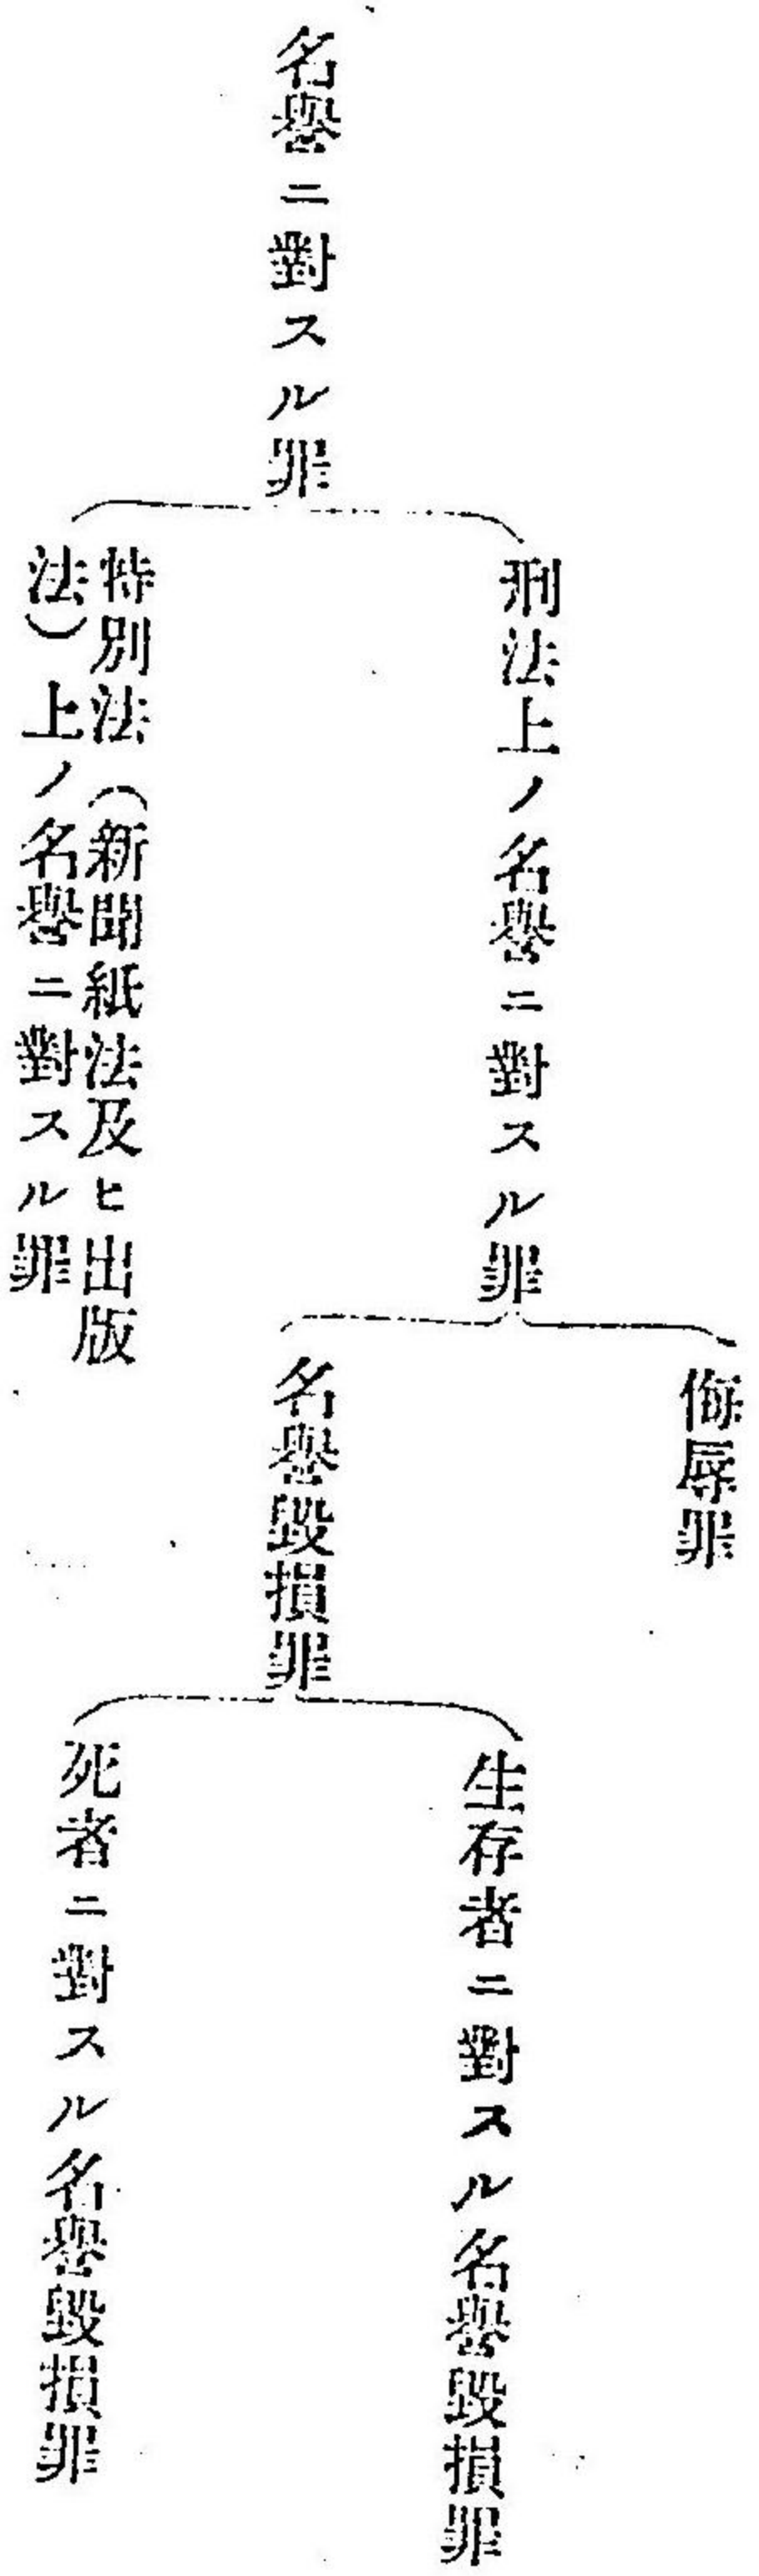 名譽ニ對スル罪
刑法上ノ名譽ニ對スル罪
侮辱罪
名譽毀損罪
生存者ニ對スル名譽毀損罪
死者ニ對スル名譽毀損罪
特別法（新聞紙法及ヒ出版
法）上ノ名譽ニ對スル罪